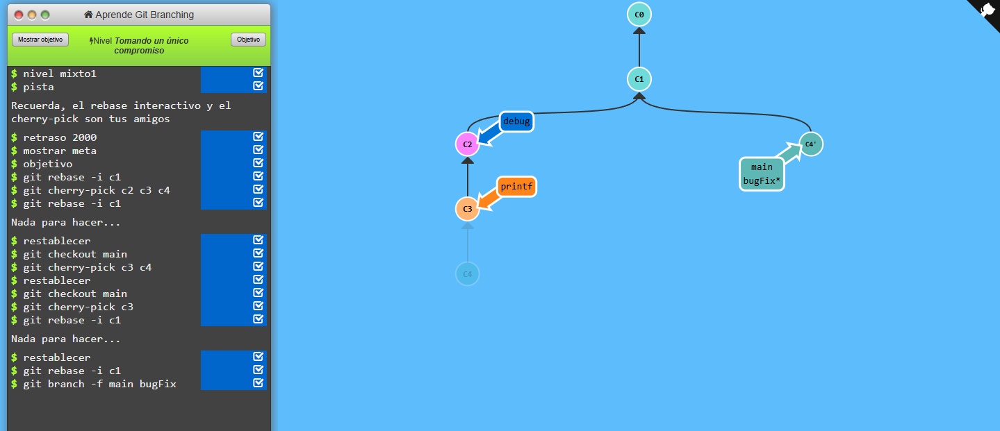 Aprende Git Branching
Mostrar objetivo
Nivel Tomando un único
compromiso
Objetivo
$ nivel mixto1
$ pista
Recuerda, el rebase interactivo y el
cherry-pick son tus amigos
$ retraso 2000
$ mostrar meta
$ objetivo
$ git rebase -i c1
$ git cherry-pick c2 c3 c4
$ git rebase -i c1
Nada para hacer...
$ restablecer
$ git checkout main
$ git cherry-pick c3 c4
$ restablecer
$ git checkout main
$ git cherry-pick c3
$ git rebase -i c1
Nada para hacer...
$ restablecer
$ git rebase -i c1
$ git branch -f main bugFix
C0
C1
debug
C2
C4'
main
bugFix*
printf
C3
C4